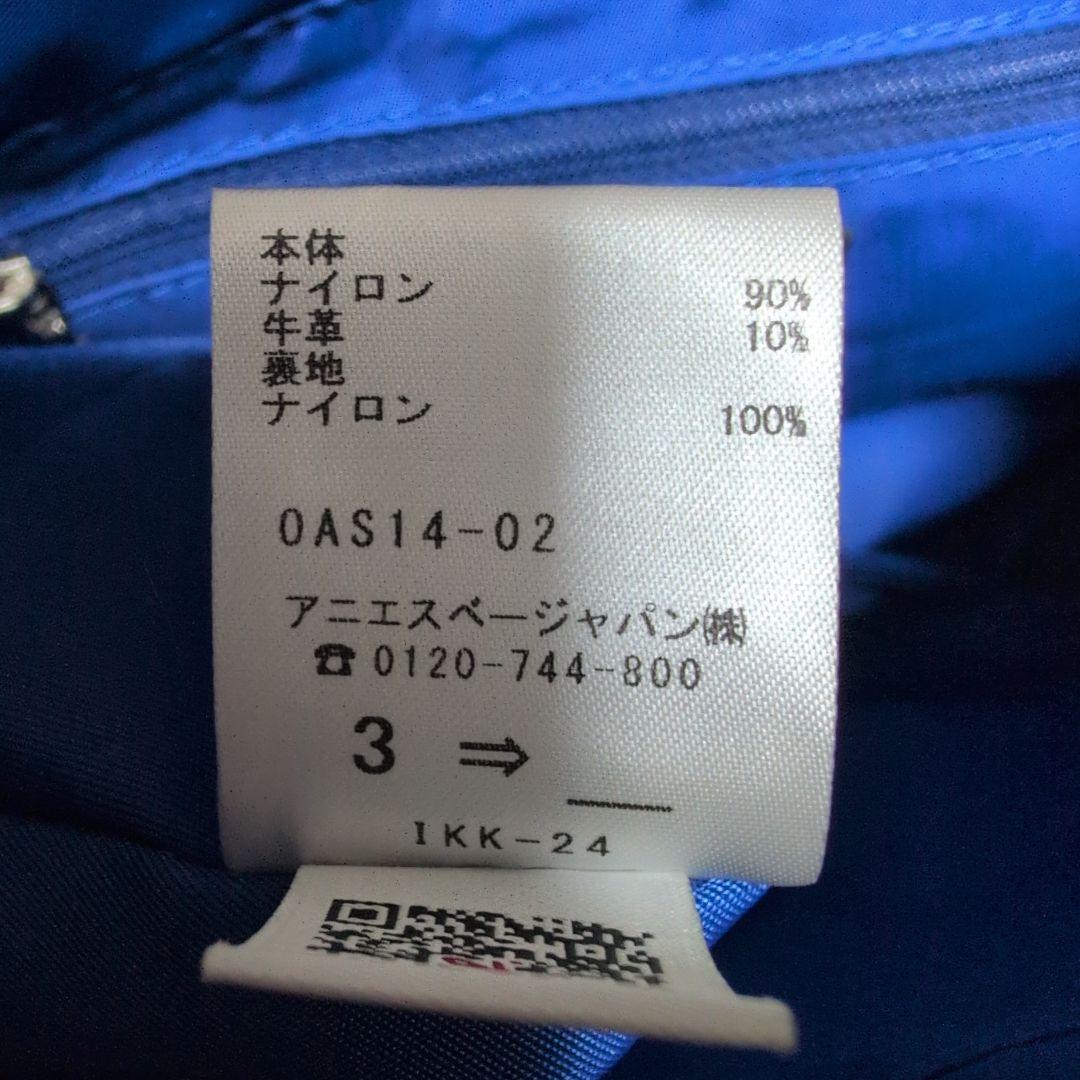 本体
ナイロン 90%
牛革 10%
裏地
ナイロン 100%
0AS14-02
アニエスベージャパン㈱
☎0120-744-800
3 ⇒
IKK-24